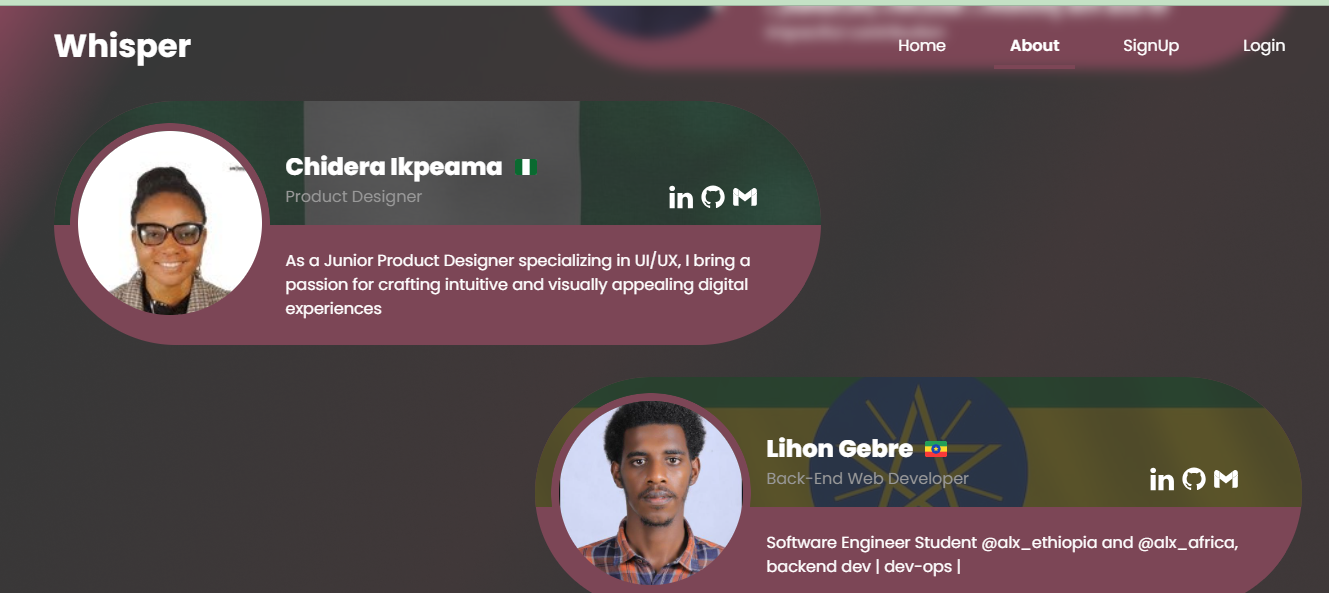 Whisper
Home
About
SignUp
Login
Chidera Ikpeama
Product Designer
As a Junior Product Designer specializing in UI/UX, I bring a
passion for crafting intuitive and visually appealing digital
experiences
Lihon Gebre
Back-End Web Developer
Software Engineer Student @alx_ethiopia and @alx_africa,
backend dev | dev-ops |